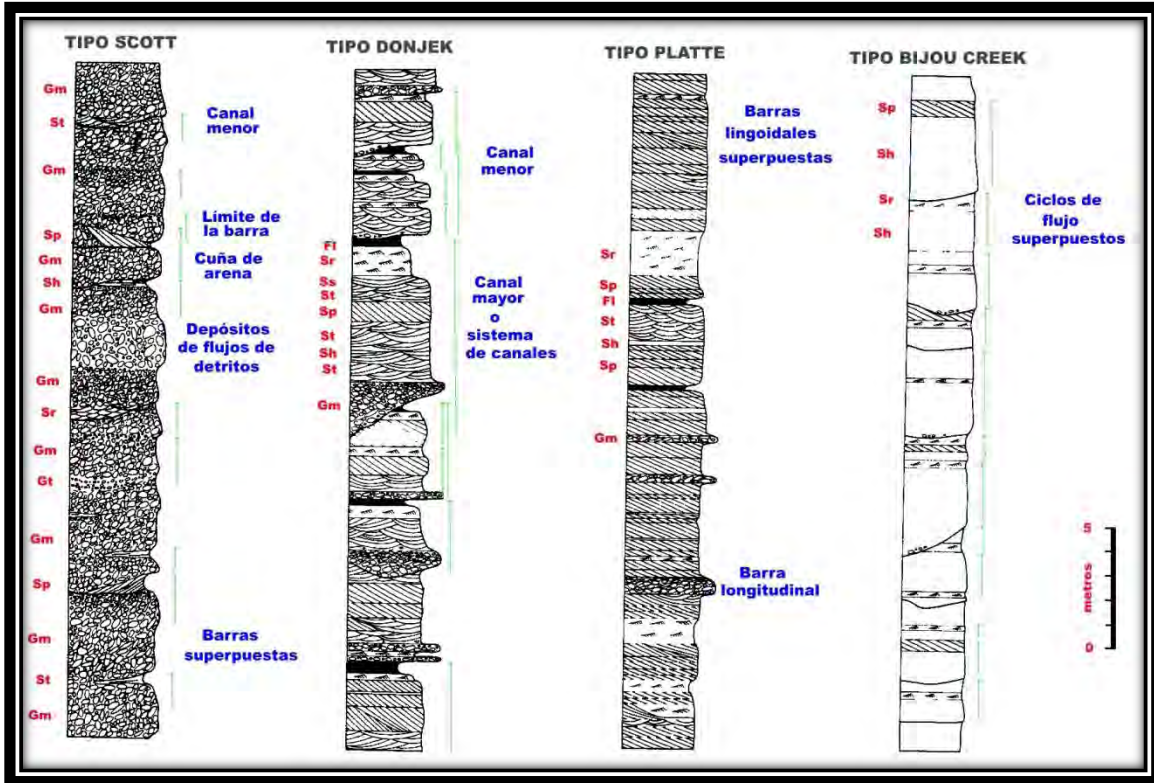 TIPO SCOTT
Gm
St
Gm
Sp
Gm
Sh
Gm
Gm
Sr
Gm
Gt
Gm
Sp
Gm
St
Gm
Canal
menor
Límite de
la barra
Cuña de
arena
Depósitos
de flujos de
detritos
Barras
superpuestas
TIPO DONJEK
Fl
Sr
Ss
St
Sp
St
Sh
St
Gm
Canal
menor
Canal
mayor
o
sistema
de canales
TIPO PLATTE
Sr
Sp
Fl
St
Sh
Sp
Gm
Barras
lingoidales
superpuestas
Barra
longitudinal
TIPO BIJOU CREEK
Sp
Sh
Sr
Sh
Ciclos de
flujo
superpuestos
5
metros
0